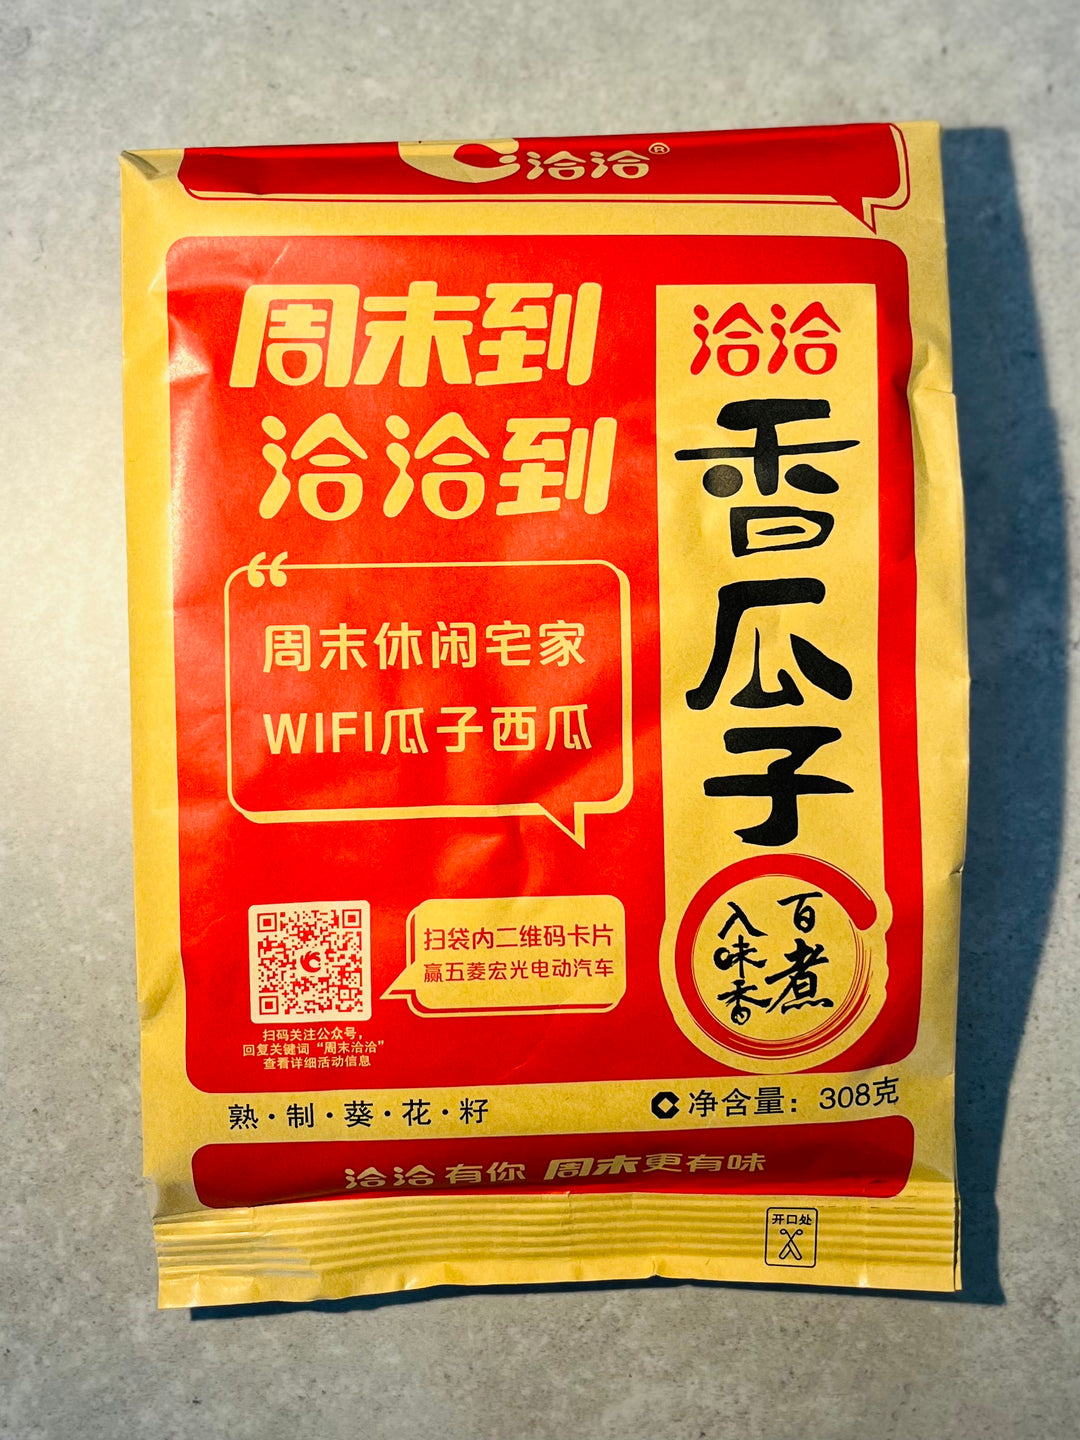 洽洽®
周末到
洽洽到
“
周末休闲宅家
WIFI瓜子西瓜
扫袋内二维码卡片
赢五菱宏光电动汽车
扫码关注公众号，
回复关键词“周末洽洽”
查看详细活动信息
洽洽
香瓜子
百煮
入味香
熟·制·葵·花·籽
净含量：308克
洽洽有你 周末更有味
开口处